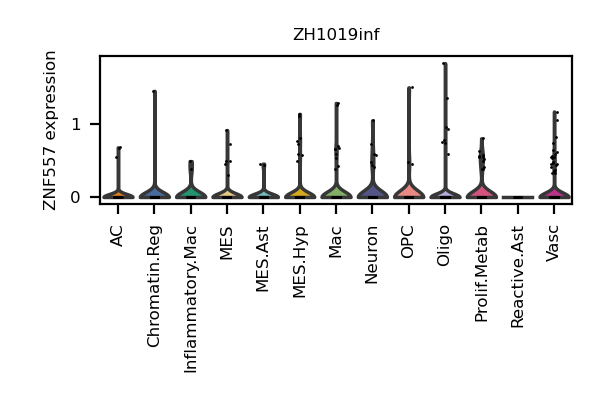 ZH1019inf
ZNF557 expression
1
0
AC
Chromatin.Reg
Inflammatory.Mac
MES
MES.Ast
MES.Hyp
Mac
Neuron
OPC
Oligo
Prolif.Metab
Reactive.Ast
Vasc